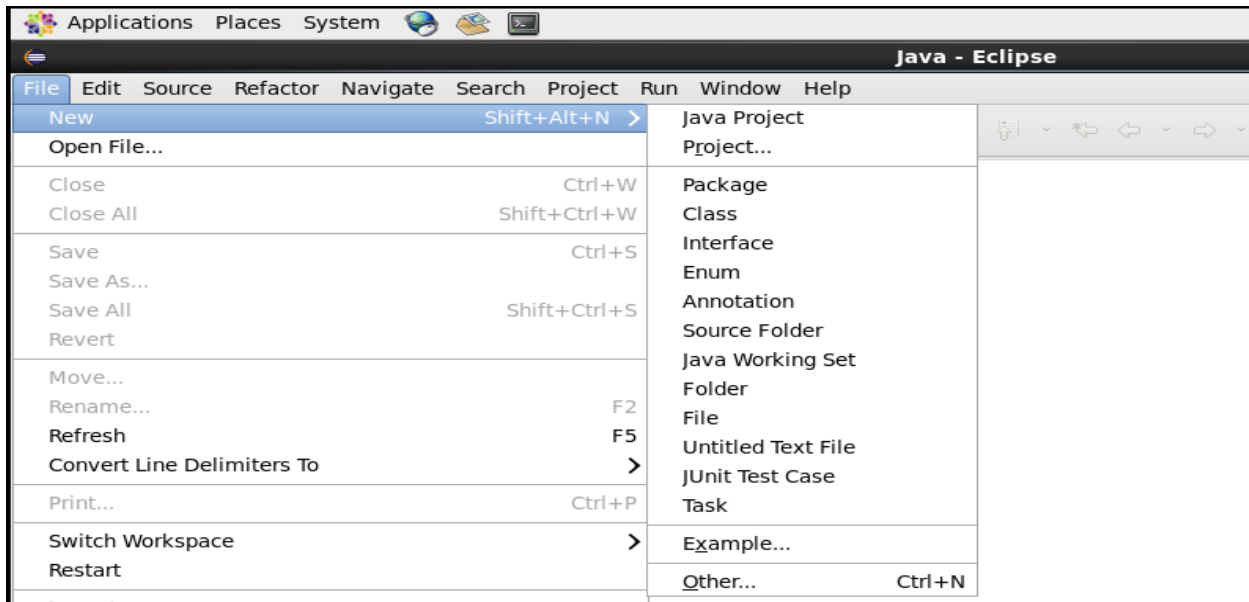 Applications Places System
Java - Eclipse
File Edit Source Refactor Navigate Search Project Run Window Help
New Shift+Alt+N
Open File...
Close Ctrl+W
Close All Shift+Ctrl+W
Save Ctrl+S
Save As...
Save All Shift+Ctrl+S
Revert
Move...
Rename... F2
Refresh F5
Convert Line Delimiters To
Print... Ctrl+P
Switch Workspace
Restart
Java Project
Project...
Package
Class
Interface
Enum
Annotation
Source Folder
Java Working Set
Folder
File
Untitled Text File
JUnit Test Case
Task
Example...
Other... Ctrl+N